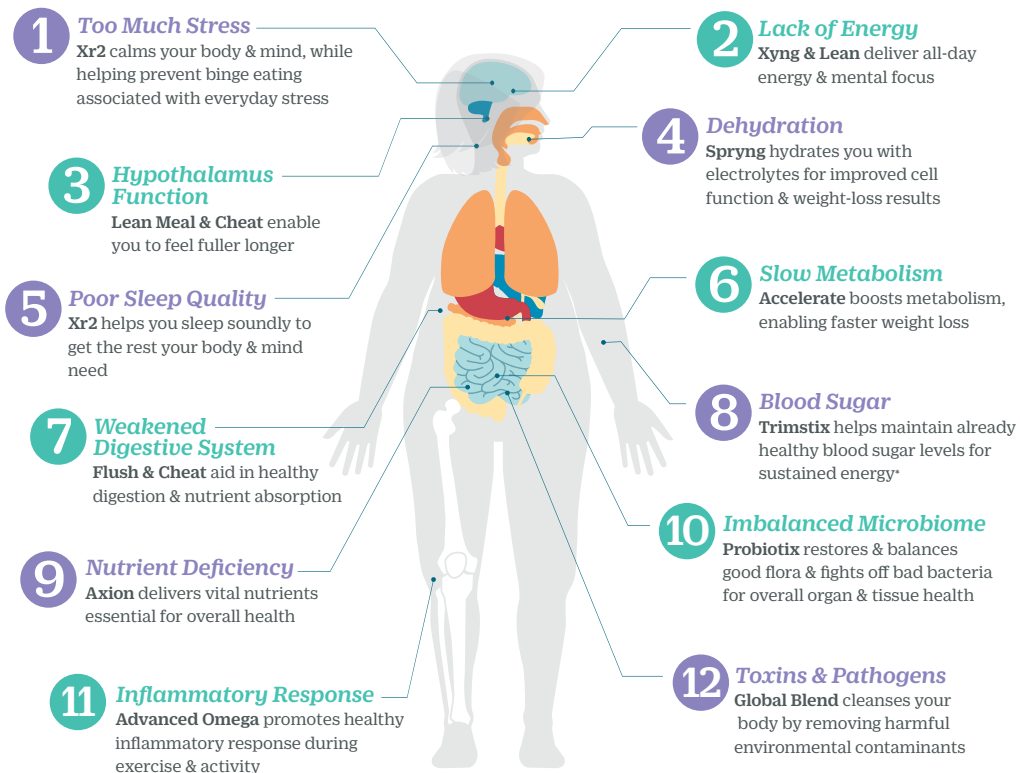 1
Too Much Stress
Xr2 calms your body & mind, while
helping prevent binge eating
associated with everyday stress
2
Lack of Energy
Xyng & Lean deliver all-day
energy & mental focus
3
Hypothalamus
Function
Lean Meal & Cheat enable
you to feel fuller longer
4
Dehydration
Spryng hydrates you with
electrolytes for improved cell
function & weight-loss results
5
Poor Sleep Quality
Xr2 helps you sleep soundly to
get the rest your body & mind
need
6
Slow Metabolism
Accelerate boosts metabolism,
enabling faster weight loss
7
Weakened
Digestive System
Flush & Cheat aid in healthy
digestion & nutrient absorption
8
Blood Sugar
Trimstix helps maintain already
healthy blood sugar levels for
sustained energy*
9
Nutrient Deficiency
Axion delivers vital nutrients
essential for overall health
10
Imbalanced Microbiome
Probiotix restores & balances
good flora & fights off bad bacteria
for overall organ & tissue health
11
Inflammatory Response
Advanced Omega promotes healthy
inflammatory response during
exercise & activity
12
Toxins & Pathogens
Global Blend cleanses your
body by removing harmful
environmental contaminants